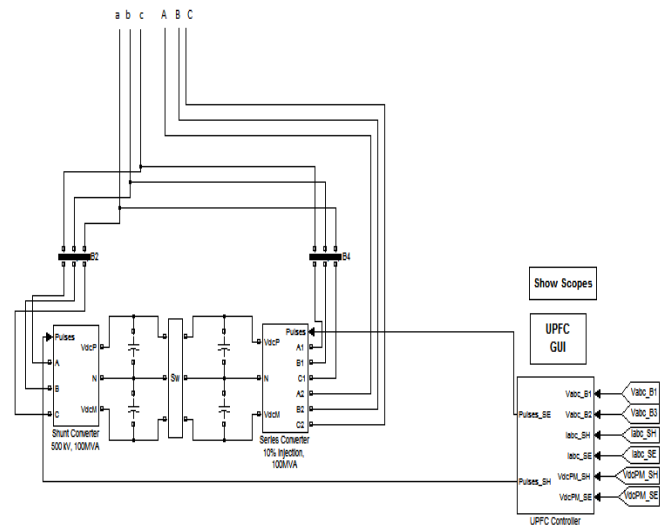 a b c A B C
B2
B4
Show Scopes
UPFC
GUI
Pulses
A
B
C
VdcP
N
VdcM
Shunt Converter
500 kV, 100MVA
Sw
VdcP
N
VdcM
Pulses
A1
B1
C1
A2
B2
C2
Series Converter
10% Injection,
100MVA
Pulses_SE
Pulses_SH
Vabc_B1
Vabc_B2
Iabc_SH
Iabc_SE
VdcPM_SH
VdcPM_SE
UPFC Controller
Vabc_B1
Vabc_B3
Iabc_SH
Iabc_SE
VdcPM_SH
VdcPM_SE